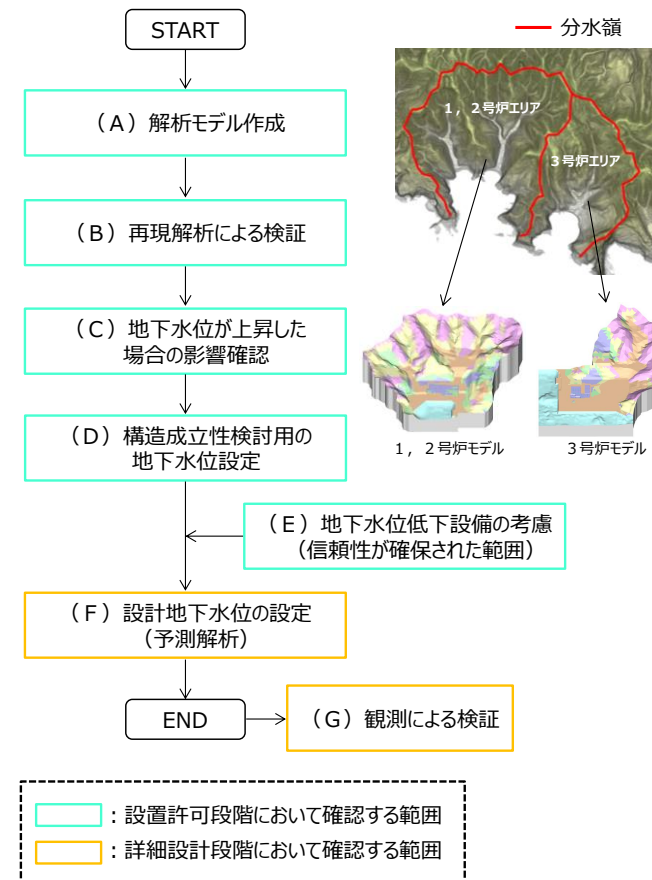 START
（A）解析モデル作成
（B）再現解析による検証
（C）地下水位が上昇した
場合の影響確認
（D）構造成立性検討用の
地下水位設定
（E）地下水位低下設備の考慮
（信頼性が確保された範囲）
（F）設計地下水位の設定
（予測解析）
END
（G）観測による検証
分水嶺
1，2号炉エリア
3号炉エリア
1，2号炉モデル
3号炉モデル
：設置許可段階において確認する範囲
：詳細設計段階において確認する範囲